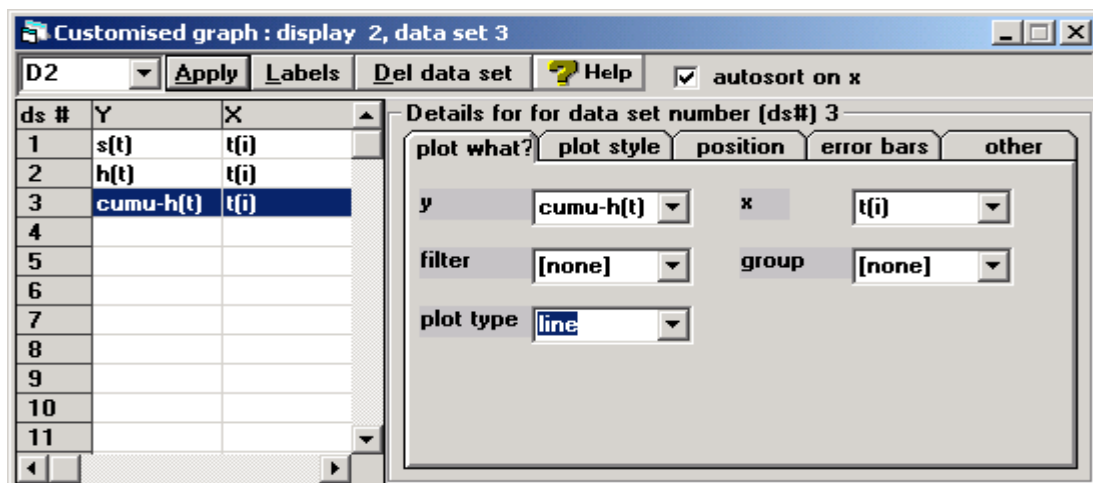 Customised graph : display 2, data set 3
D2 Apply Labels Del data set Help autosort on x
ds # Y X
1 s(t) t(i)
2 h(t) t(i)
3 cumu-h(t) t(i)
4
5
6
7
8
9
10
11
Details for for data set number (ds#) 3
plot what? plot style position error bars other
y cumu-h(t) x t(i)
filter [none] group [none]
plot type line